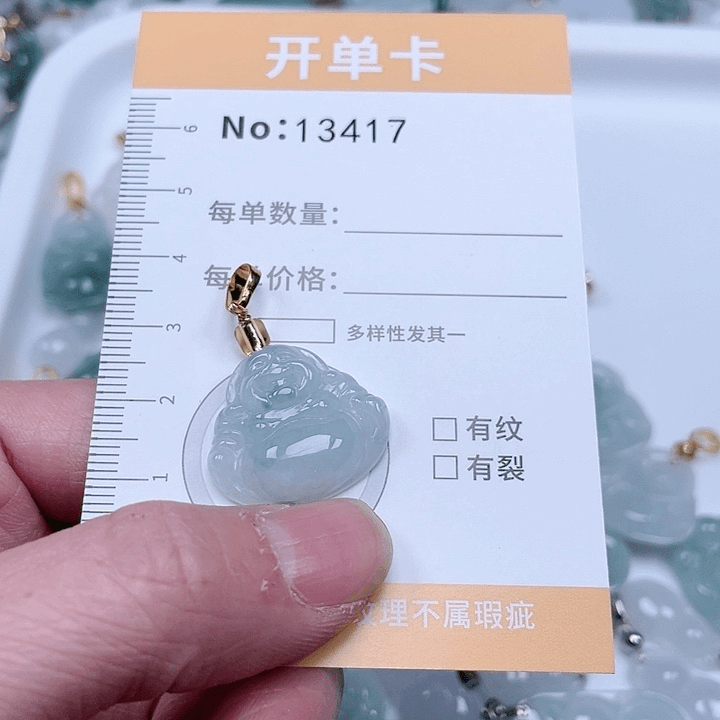 开单卡
No:13417
6
每单数量:
5
4
每 价格:
3
多样性发其一
2
有纹
有裂
1
纹理不属瑕疵